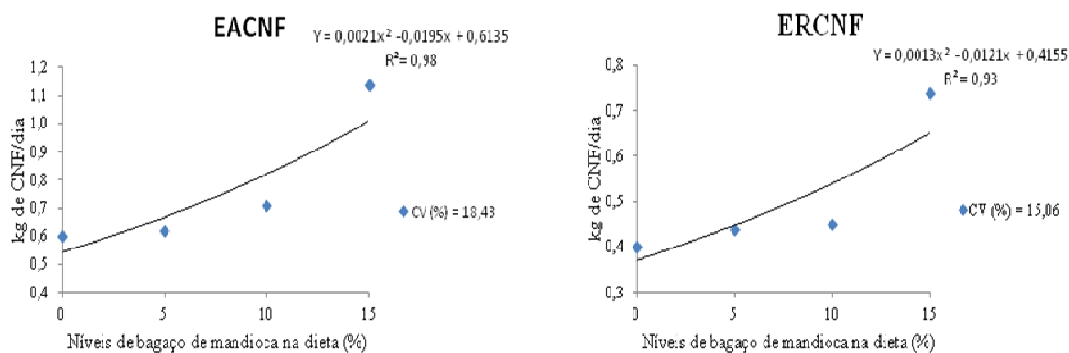 EACNF
Y = 0,0021x² -0,0195x + 0,6135
R² = 0,98
1,2
1,1
1,0
0,9
0,8
0,7
0,6
0,5
0,4
kg de CNF/dia
0
5
10
15
Níveis de bagaço de mandioca na dieta (%)
CV (%) = 18,43
ERCNF
Y = 0,0013x² -0,0121x + 0,4155
R² = 0,93
0,8
0,7
0,6
0,5
0,4
0,3
kg de CNF/dia
0
5
10
15
Níveis de bagaço de mandioca na dieta (%)
CV (%) = 15,06